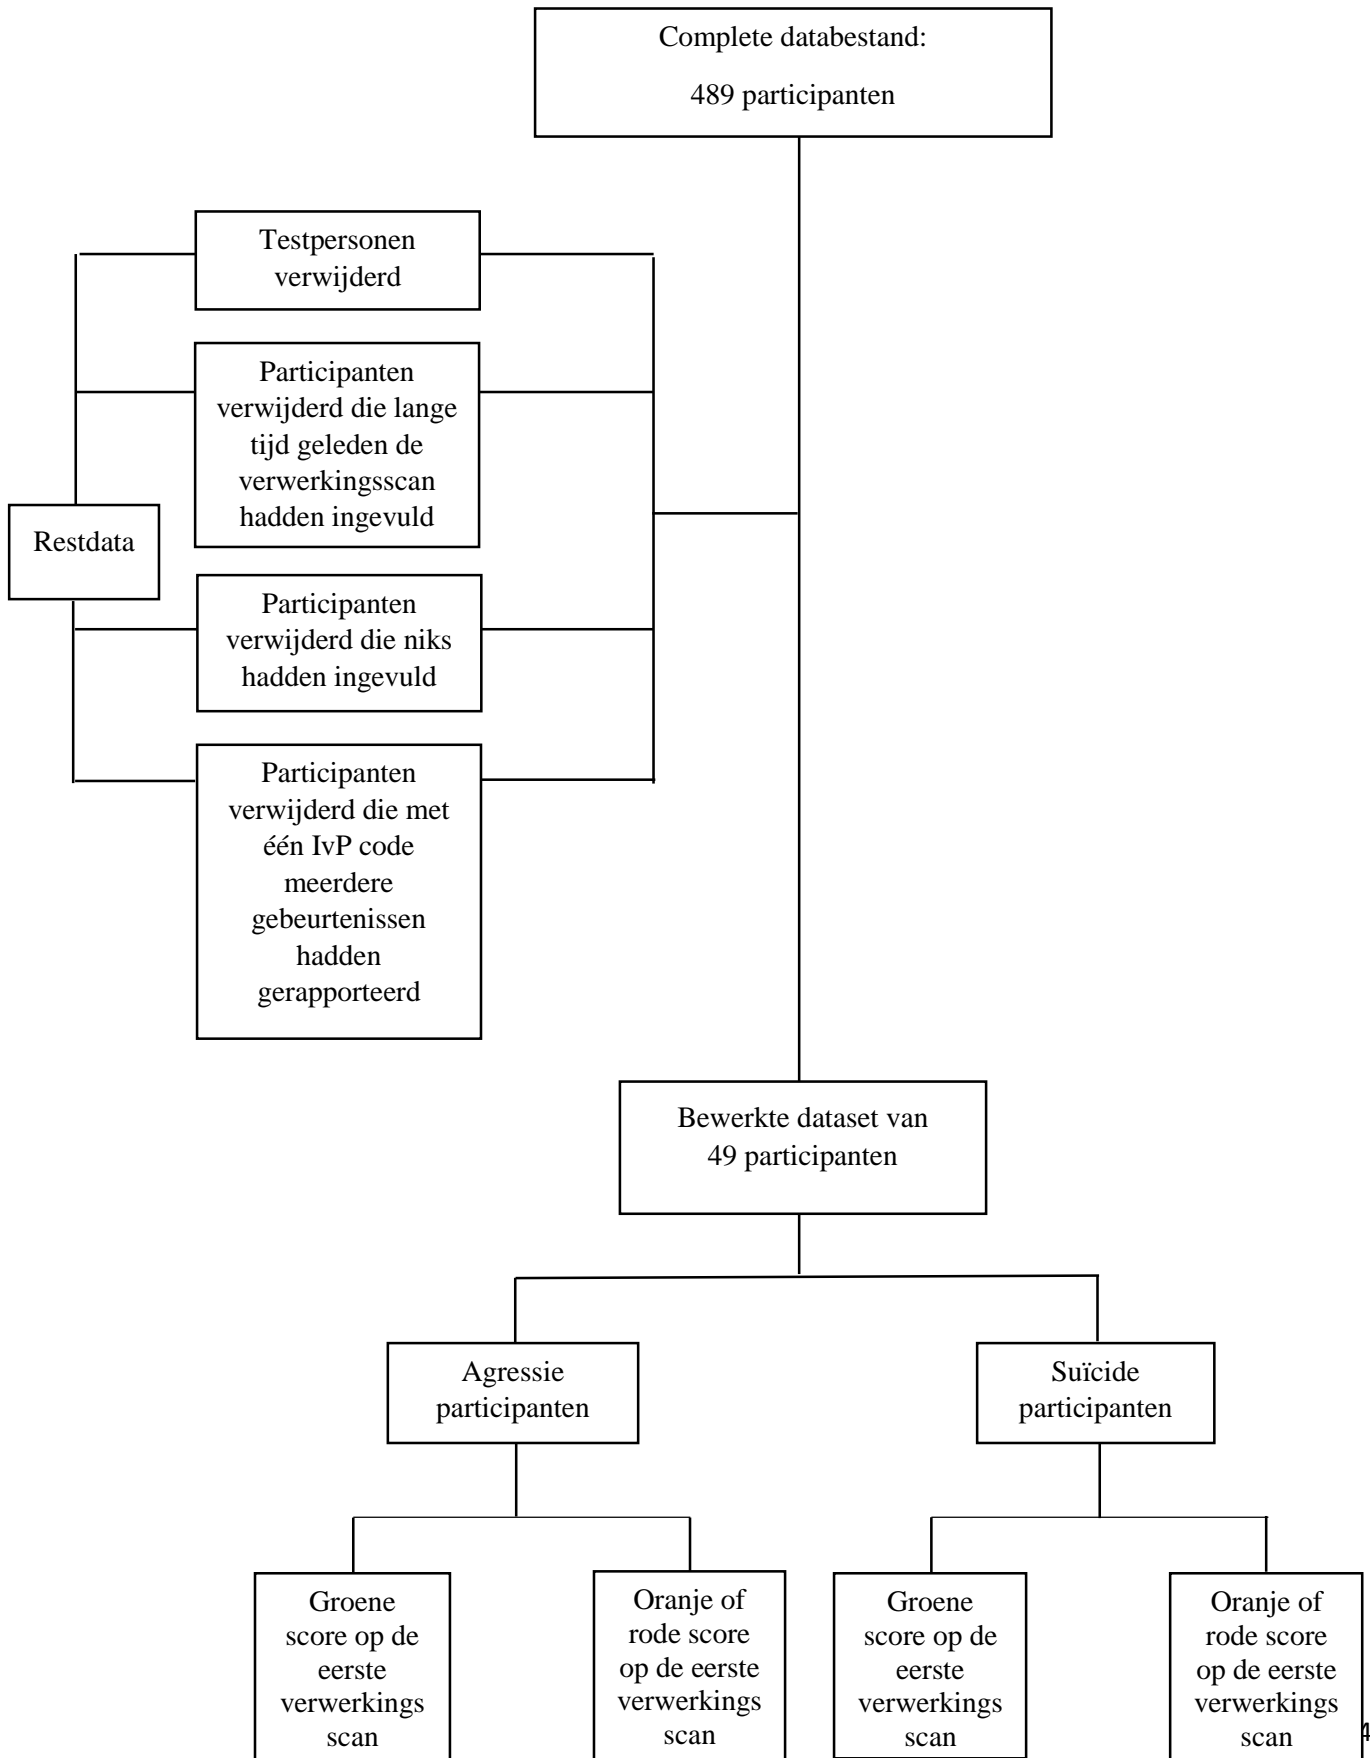 Complete databestand:
489 participanten
Testpersonen
verwijderd
Participanten
verwijderd die lange
tijd geleden de
verwerkingsscan
hadden ingevuld
Restdata
Participanten
verwijderd die niks
hadden ingevuld
Participanten
verwijderd die met
één IvP code
meerdere
gebeurtenissen
hadden
gerapporteerd
Bewerkte dataset van
49 participanten
Agressie
participanten
Suïcide
participanten
Groene
score op de
eerste
verwerkings
scan
Oranje of
rode score
op de eerste
verwerkings
scan
Groene
score op de
eerste
verwerkings
scan
Oranje of
rode score
op de eerste
verwerkings
scan